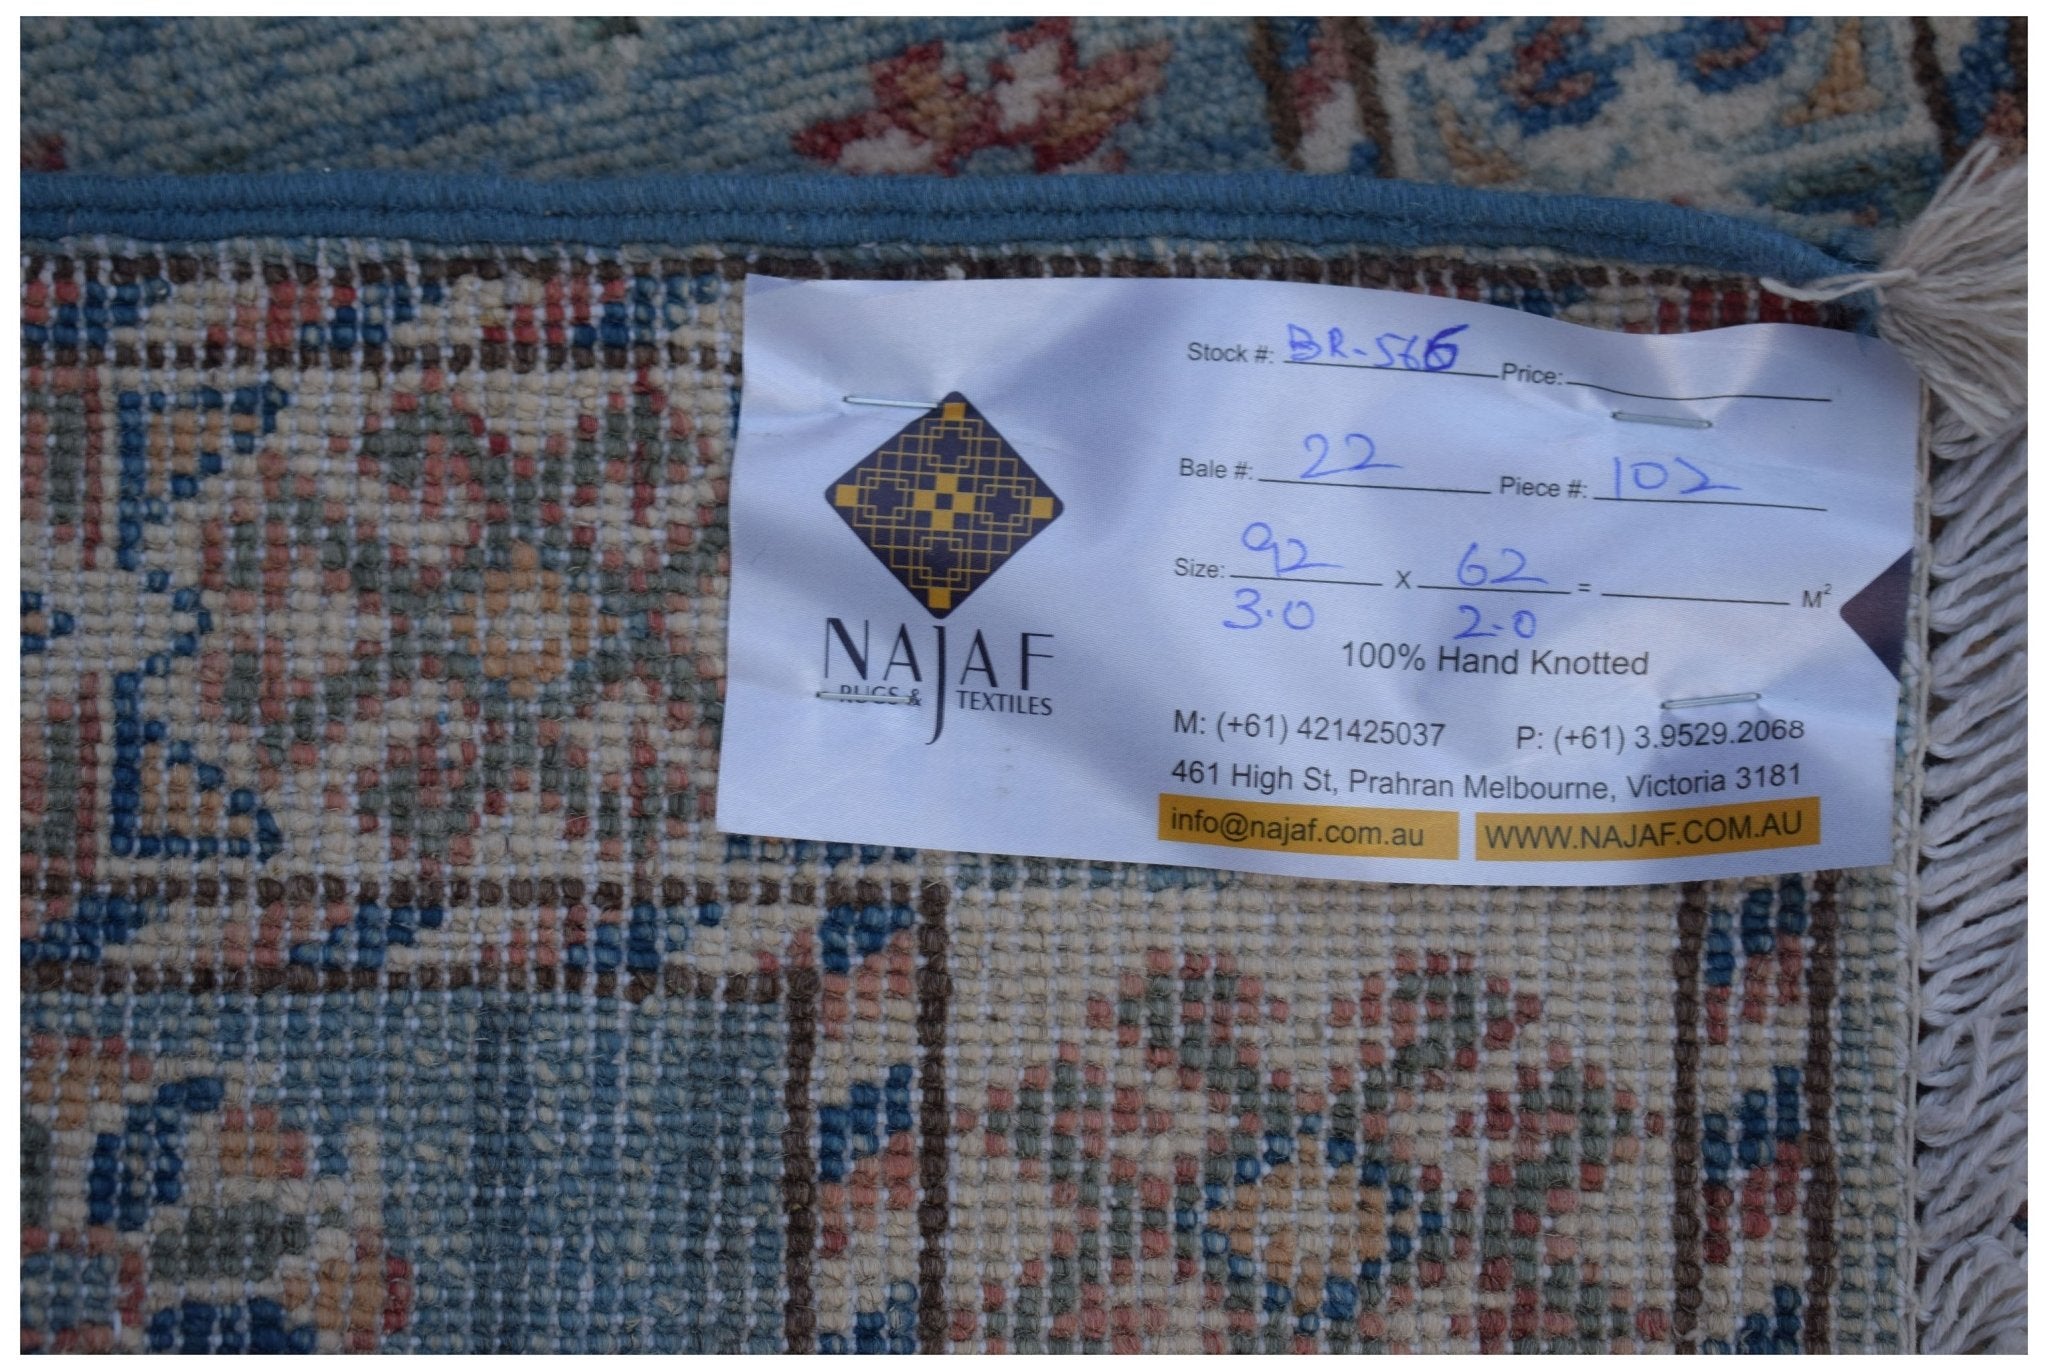 NAJAF
RUGS & TEXTILES
Stock #: BR-566 Price:
Bale #: 22 Piece #: 102
Size: 92 X 62 = M²
3.0 2.0
100% Hand Knotted
M: (+61) 421425037 P: (+61) 3.9529.2068
461 High St, Prahran Melbourne, Victoria 3181
info@najaf.com.au WWW.NAJAF.COM.AU